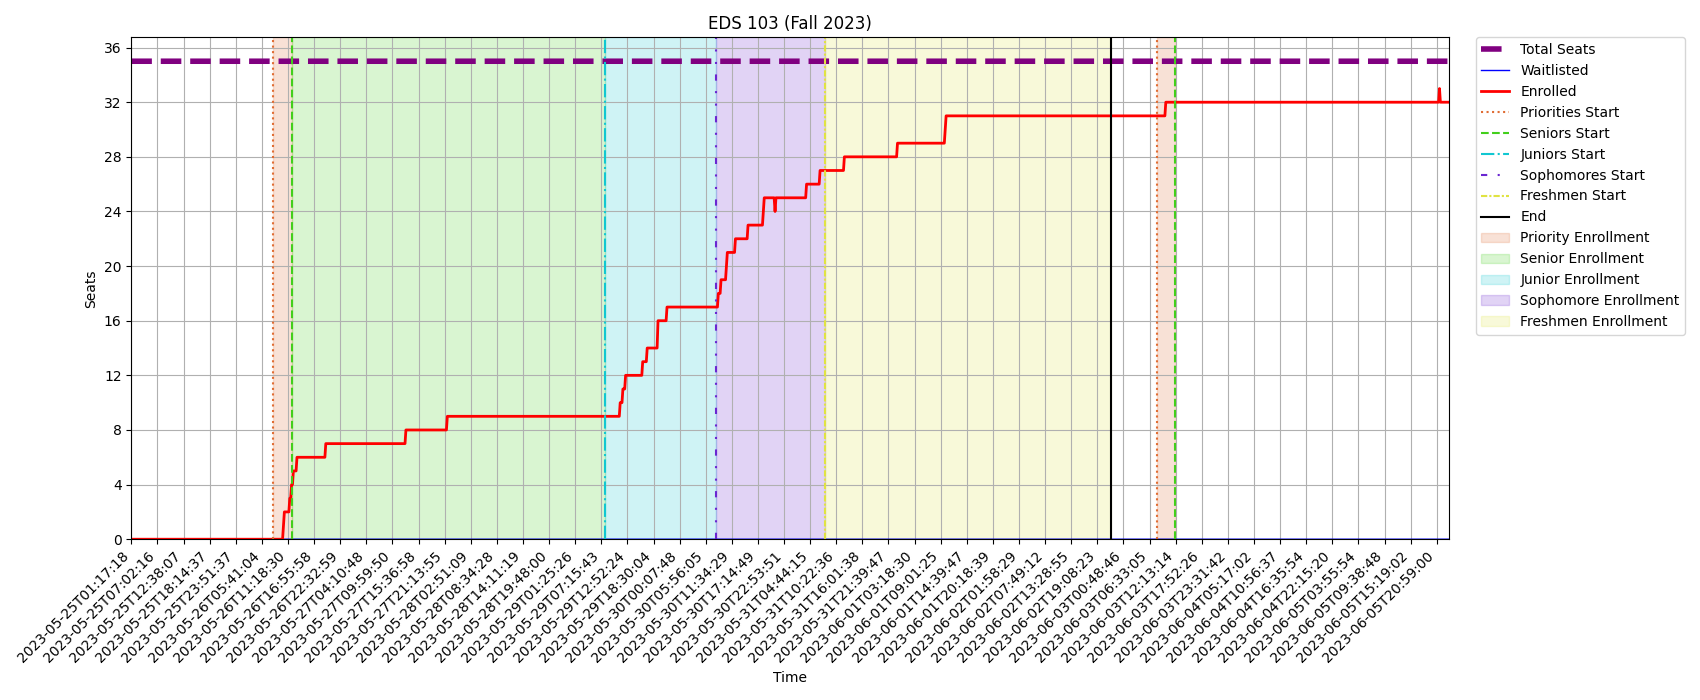 EDS 103 (Fall 2023)
36
32
28
24
20
16
12
8
4
0
Seats
2023-05-25T01:17:18
2023-05-25T07:02:16
2023-05-25T12:38:07
2023-05-25T18:14:37
2023-05-25T23:51:37
2023-05-26T05:41:04
2023-05-26T11:18:30
2023-05-26T16:55:58
2023-05-26T22:32:59
2023-05-27T04:10:48
2023-05-27T09:59:50
2023-05-27T15:36:58
2023-05-27T21:13:55
2023-05-28T02:51:09
2023-05-28T08:34:28
2023-05-28T14:11:19
2023-05-28T19:48:00
2023-05-29T01:25:26
2023-05-29T07:15:43
2023-05-29T12:52:24
2023-05-29T18:30:04
2023-05-30T00:07:48
2023-05-30T05:56:05
2023-05-30T11:34:29
2023-05-30T17:14:49
2023-05-30T22:53:51
2023-05-31T04:44:15
2023-05-31T10:22:36
2023-05-31T16:01:38
2023-05-31T21:39:47
2023-06-01T03:18:30
2023-06-01T09:01:25
2023-06-01T14:39:47
2023-06-01T20:18:39
2023-06-02T01:58:29
2023-06-02T07:49:12
2023-06-02T13:28:55
2023-06-02T19:08:23
2023-06-03T00:48:46
2023-06-03T06:33:05
2023-06-03T12:13:14
2023-06-03T17:52:26
2023-06-03T23:31:42
2023-06-04T05:17:02
2023-06-04T10:56:37
2023-06-04T16:35:54
2023-06-04T22:15:20
2023-06-05T03:55:54
2023-06-05T09:38:48
2023-06-05T15:19:02
2023-06-05T20:59:00
Time
Total Seats
Waitlisted
Enrolled
Priorities Start
Seniors Start
Juniors Start
Sophomores Start
Freshmen Start
End
Priority Enrollment
Senior Enrollment
Junior Enrollment
Sophomore Enrollment
Freshmen Enrollment